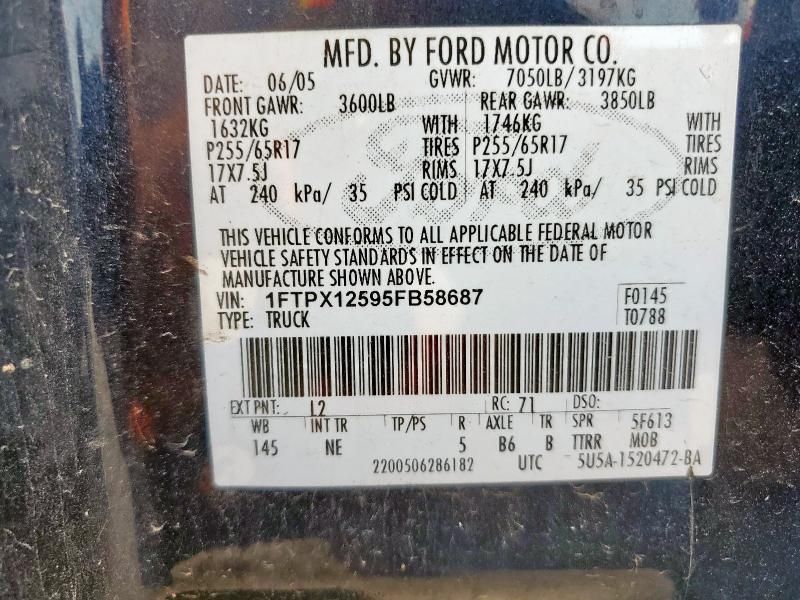 MFD. BY FORD MOTOR CO.
DATE: 06/05 GVWR: 7050LB/3197KG
FRONT GAWR: 3600LB REAR GAWR: 3850LB
1632KG WITH 1746KG WITH
P255/65R17 TIRES P255/65R17 TIRES
17X7.5J RIMS 17X7.5J RIMS
AT 240 kPa/ 35 PSI COLD AT 240 kPa/ 35 PSI COLD
THIS VEHICLE CONFORMS TO ALL APPLICABLE FEDERAL MOTOR
VEHICLE SAFETY STANDARDS IN EFFECT ON THE DATE OF
MANUFACTURE SHOWN ABOVE.
VIN: 1FTPX12595FB58687 F0145
TYPE: TRUCK T0788
EXT PNT: L2 RC: 71 DSO:
WB INT TR TP/PS R AXLE TR SPR 5F613
145 NE 5 B6 B TTRR MOB
2200506286182 UTC 5U5A-1520472-BA